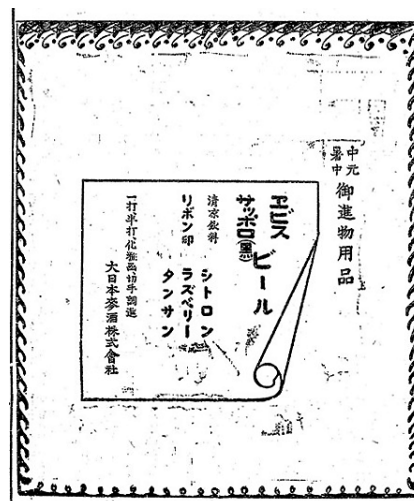 中元
暑中
御進物用品
ヱビス
サッポロ(黒)
ビール
清涼飲料
リボン印
シトロン
ラズベリー
タンサン
一打半打化粧函切手調進
大日本麥酒株式會社